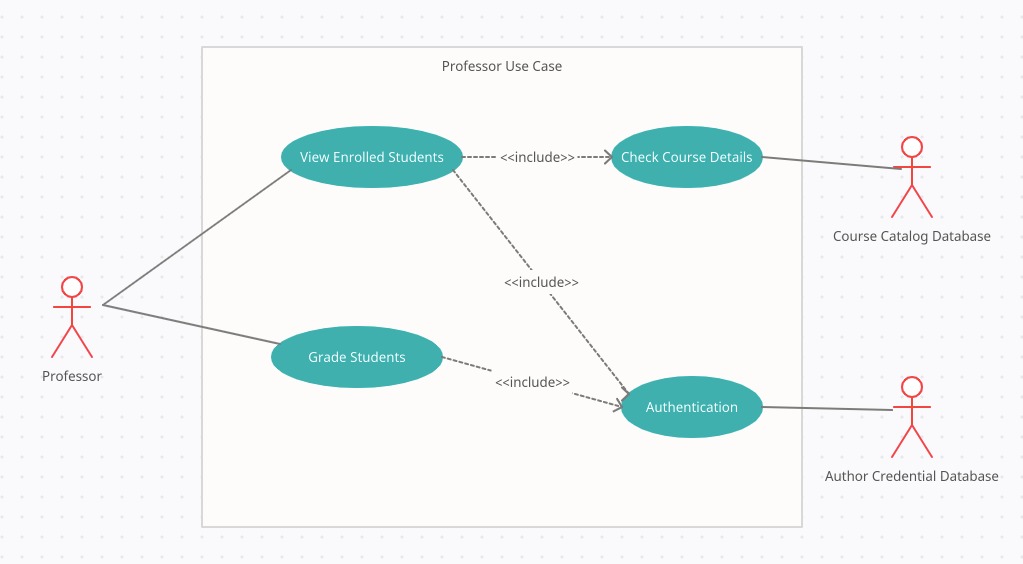 Professor Use Case
View Enrolled Students
<<include>>
Check Course Details
Course Catalog Database
<<include>>
Professor
Grade Students
<<include>>
Authentication
Author Credential Database